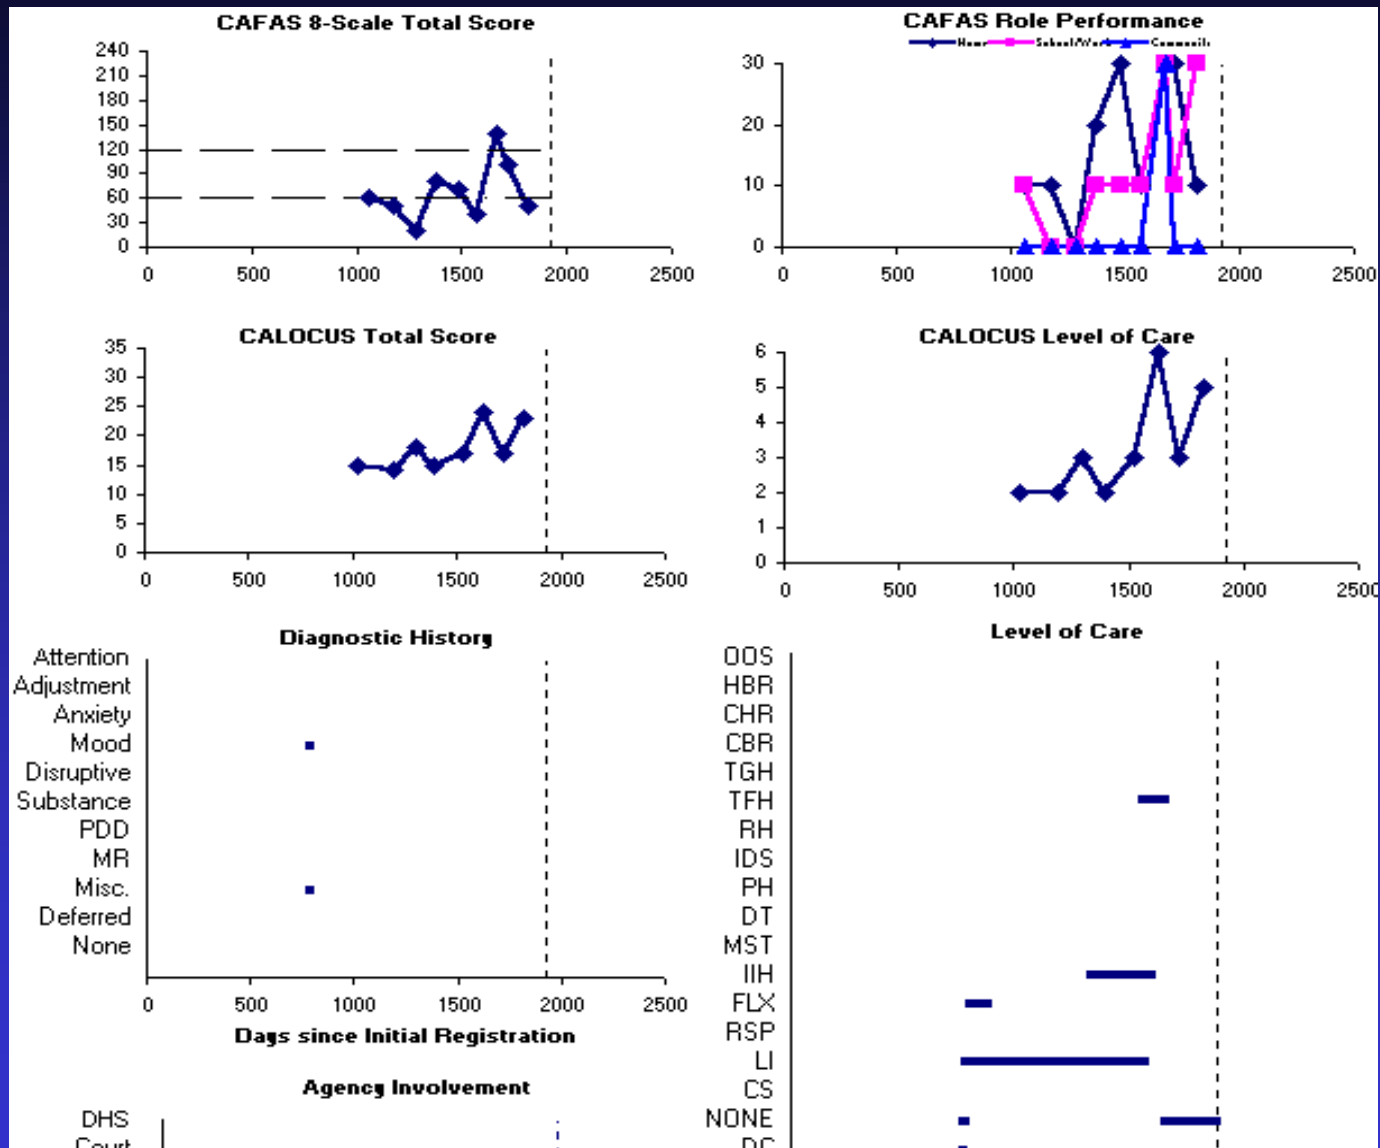 CAFAS 8-Scale Total Score
240
210
180
150
120
90
60
30
0
0 500 1000 1500 2000 2500
CAFAS Role Performance
30
20
10
0
0 500 1000 1500 2000 2500
CALOCUS Total Score
35
30
25
20
15
10
5
0
0 500 1000 1500 2000 2500
CALOCUS Level of Care
6
5
4
3
2
1
0
0 500 1000 1500 2000 2500
Diagnostic History
Attention
Adjustment
Anxiety
Mood
Disruptive
Substance
PDD
MR
Misc.
Deferred
None
0 500 1000 1500 2000 2500
Days since Initial Registration
Level of Care
OOS
HBR
CHR
CBR
TGH
TFH
RH
IDS
PH
DT
MST
IIH
FLX
RSP
LI
CS
NONE
Agency Involvement
DHS
Court